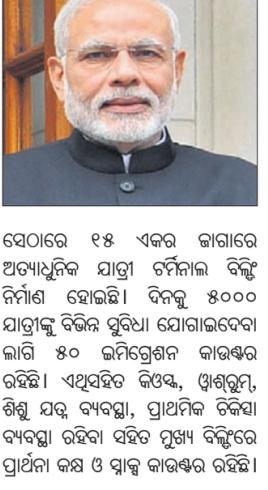 ସେଠାରେ ୧୫ ଏକର ଜାଗାରେ
ଅତ୍ୟାଧୁନିକ ଯାତ୍ରୀ ଟର୍ମିନାଲ ବିଲ୍ଡିଂ
ନିର୍ମାଣ ହୋଇଛି। ଦିନକୁ ୫୦୦୦
ଯାତ୍ରୀଙ୍କୁ ବିଭିନ୍ନ ସୁବିଧା ଯୋଗାଇଦେବା
ଲାଗି ୫୦ ଇମିଗ୍ରେଶନ କାଉଣ୍ଟର
ରହିଛି। ଏଥିସହିତ କିଓସ୍କ, ୱାଶ୍‌ରୁମ୍,
ଶିଶୁ ଯତ୍ନ ବ୍ୟବସ୍ଥା, ପ୍ରାଥମିକ ଚିକିତ୍ସା
ବ୍ୟବସ୍ଥା ରହିବା ସହିତ ମୁଖ୍ୟ ବିଲ୍ଡିଂରେ
ପ୍ରାର୍ଥନା କକ୍ଷ ଓ ସ୍ନାକ୍ସ କାଉଣ୍ଟର ରହିଛି।